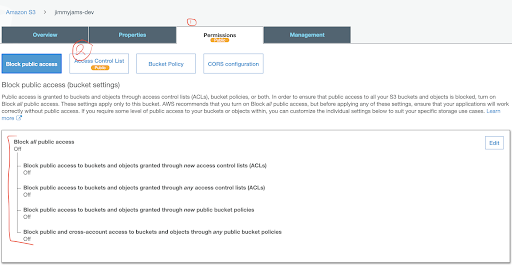 Amazon S3 > jimmyjams-dev
Overview
Properties
Permissions
Public
Management
Block public access
Access Control List
Public
Bucket Policy
CORS configuration
Block public access (bucket settings)
Public access is granted to buckets and objects through access control lists (ACLs), bucket policies, or both. In order to ensure that public access to all your S3 buckets and objects is blocked, turn on
Block all public access. These settings apply only to this bucket. AWS recommends that you turn on Block all public access, but before applying any of these settings, ensure that your applications will work
correctly without public access. If you require some level of public access to your buckets or objects within, you can customize the individual settings below to suit your specific storage use cases. Learn
more
Block all public access
Off
Edit
Block public access to buckets and objects granted through new access control lists (ACLs)
Off
Block public access to buckets and objects granted through any access control lists (ACLs)
Off
Block public access to buckets and objects granted through new public bucket policies
Off
Block public and cross-account access to buckets and objects through any public bucket policies
Off